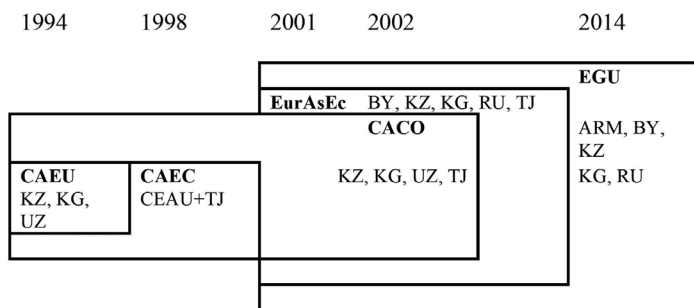 1994 1998 2001 2002 2014
EGU
EurAsEc BY, KZ, KG, RU, TJ
CACO ARM, BY,
KZ
CAEU CAEC KZ, KG, UZ, TJ KG, RU
KZ, KG, CEAU+TJ
UZ